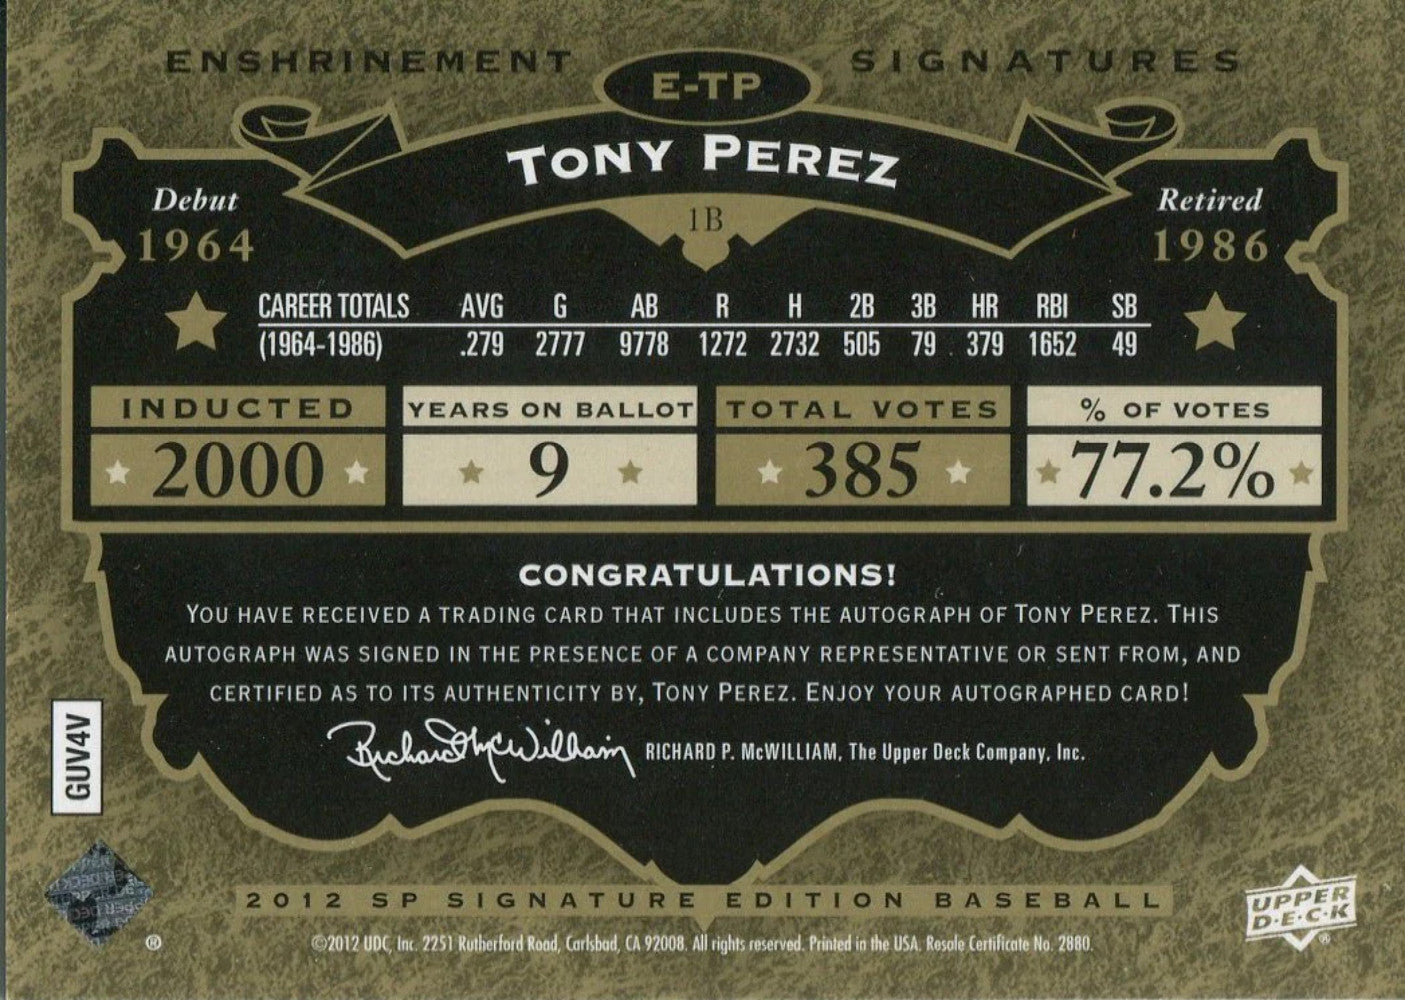 ENSHRINEMENT E-TP SIGNATURES
TONY PEREZ
1B
Debut
1964
Retired
1986
CAREER TOTALS AVG G AB R H 2B 3B HR RBI SB
(1964-1986) .279 2777 9778 1272 2732 505 79 379 1652 49
INDUCTED YEARS ON BALLOT TOTAL VOTES % OF VOTES
2000 9 385 77.2%
CONGRATULATIONS!
YOU HAVE RECEIVED A TRADING CARD THAT INCLUDES THE AUTOGRAPH OF TONY PEREZ. THIS
AUTOGRAPH WAS SIGNED IN THE PRESENCE OF A COMPANY REPRESENTATIVE OR SENT FROM, AND
CERTIFIED AS TO ITS AUTHENTICITY BY, TONY PEREZ. ENJOY YOUR AUTOGRAPHED CARD!
Richard McWilliam RICHARD P. McWILLIAM, The Upper Deck Company, Inc.
GUV4V
2012 SP SIGNATURE EDITION BASEBALL
UPPER
D·E·C·K
®
®
©2012 UDC, Inc. 2251 Rutherford Road, Carlsbad, CA 92008. All rights reserved. Printed in the USA. Resale Certificate No. 2880.